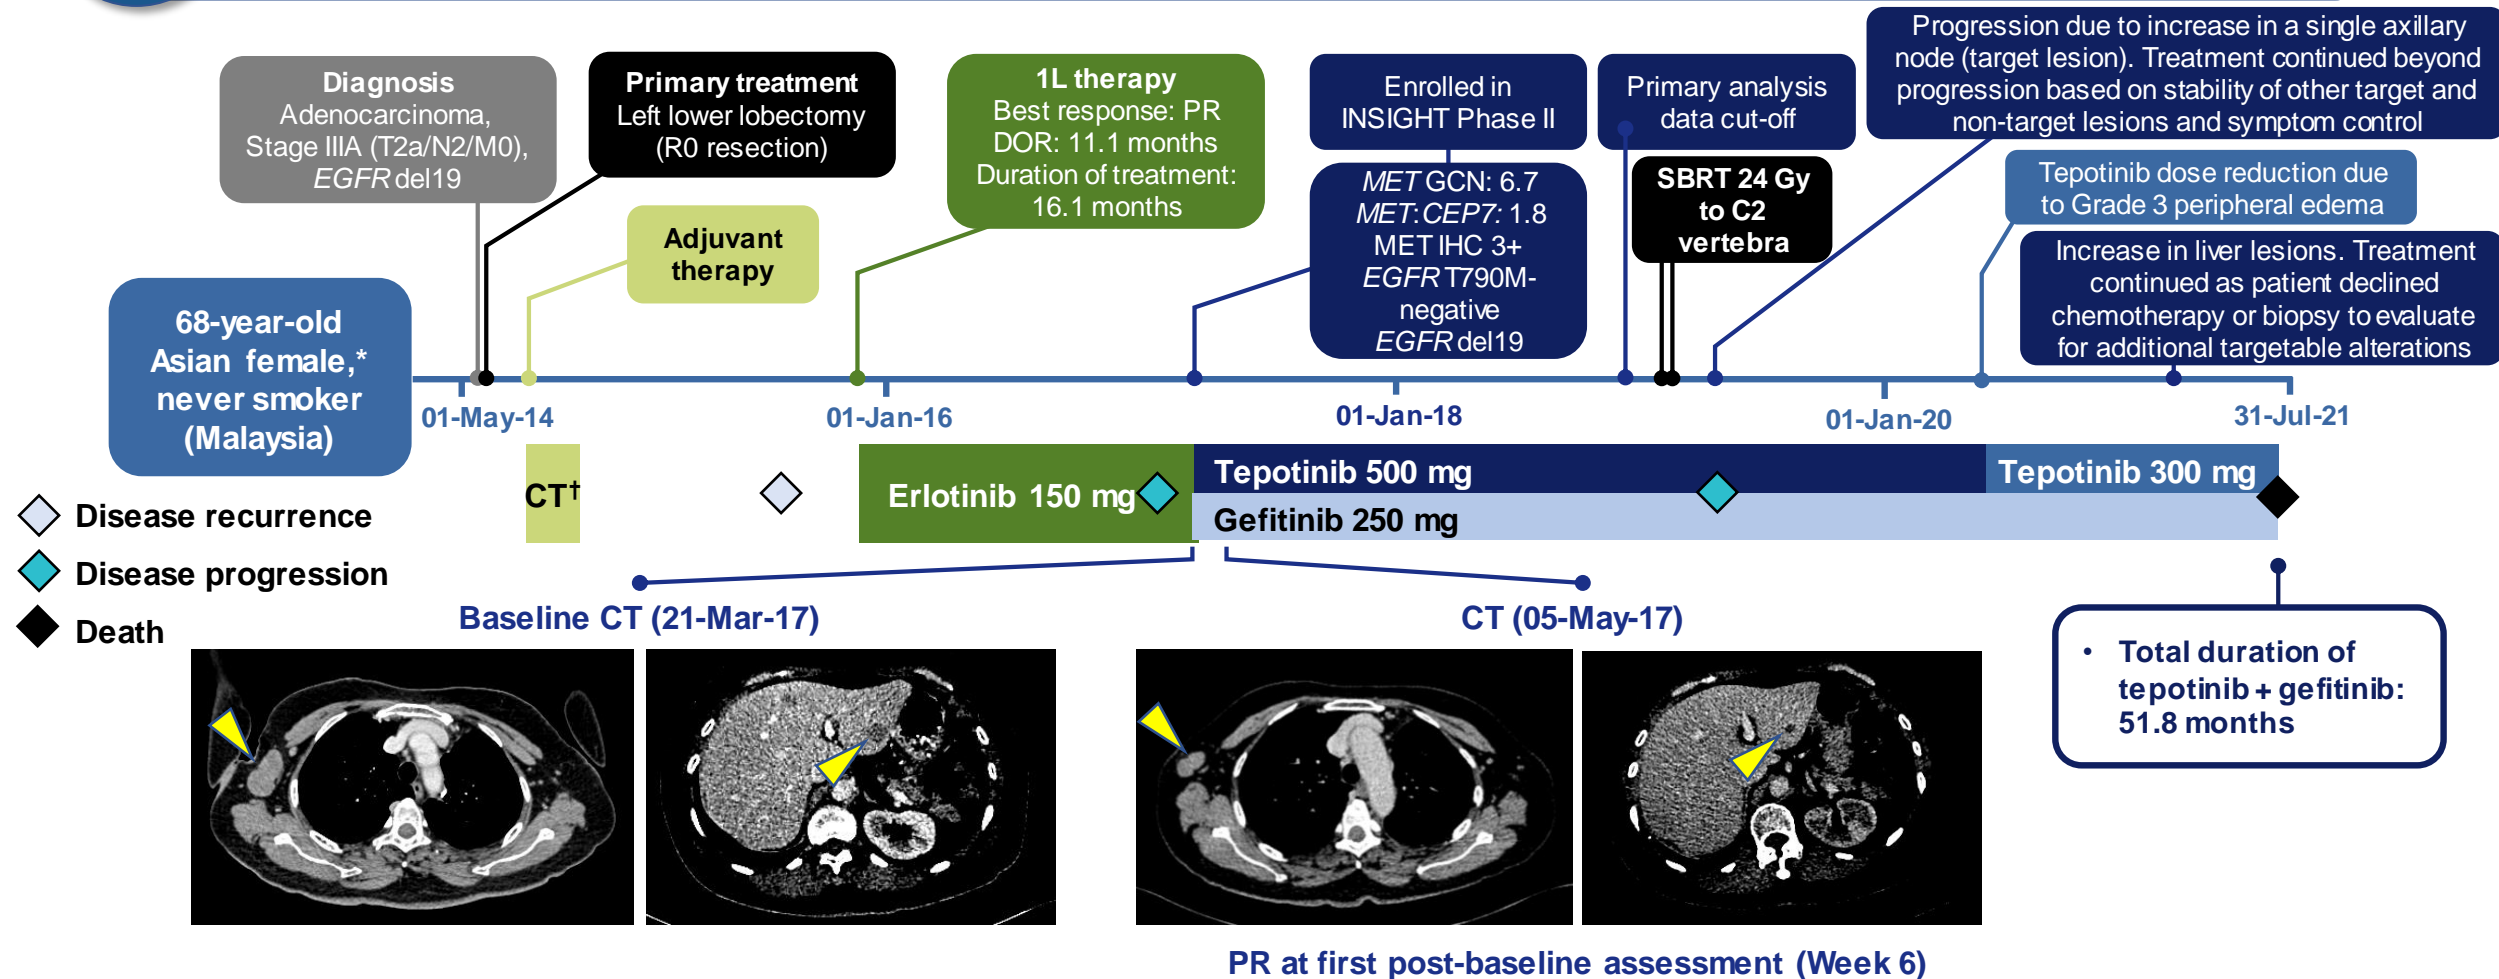 Diagnosis
Adenocarcinoma,
Stage IIIA (T2a/N2/M0),
EGFR del19
Primary treatment
Left lower lobectomy
(R0 resection)
Adjuvant
therapy
1L therapy
Best response: PR
DOR: 11.1 months
Duration of treatment:
16.1 months
Enrolled in
INSIGHT Phase II
MET GCN: 6.7
MET:CEP7: 1.8
MET IHC 3+
EGFR T790M-
negative
EGFR del19
Primary analysis
data cut-off
SBRT 24 Gy
to C2
vertebra
Progression due to increase in a single axillary
node (target lesion). Treatment continued beyond
progression based on stability of other target and
non-target lesions and symptom control
Tepotinib dose reduction due
to Grade 3 peripheral edema
Increase in liver lesions. Treatment
continued as patient declined
chemotherapy or biopsy to evaluate
for additional targetable alterations
68-year-old
Asian female,*
never smoker
(Malaysia)
01-May-14
01-Jan-16
01-Jan-18
01-Jan-20
31-Jul-21
CT†
Erlotinib 150 mg
Tepotinib 500 mg
Tepotinib 300 mg
Gefitinib 250 mg
Disease recurrence
Disease progression
Death
Baseline CT (21-Mar-17)
CT (05-May-17)
• Total duration of
tepotinib + gefitinib:
51.8 months
PR at first post-baseline assessment (Week 6)